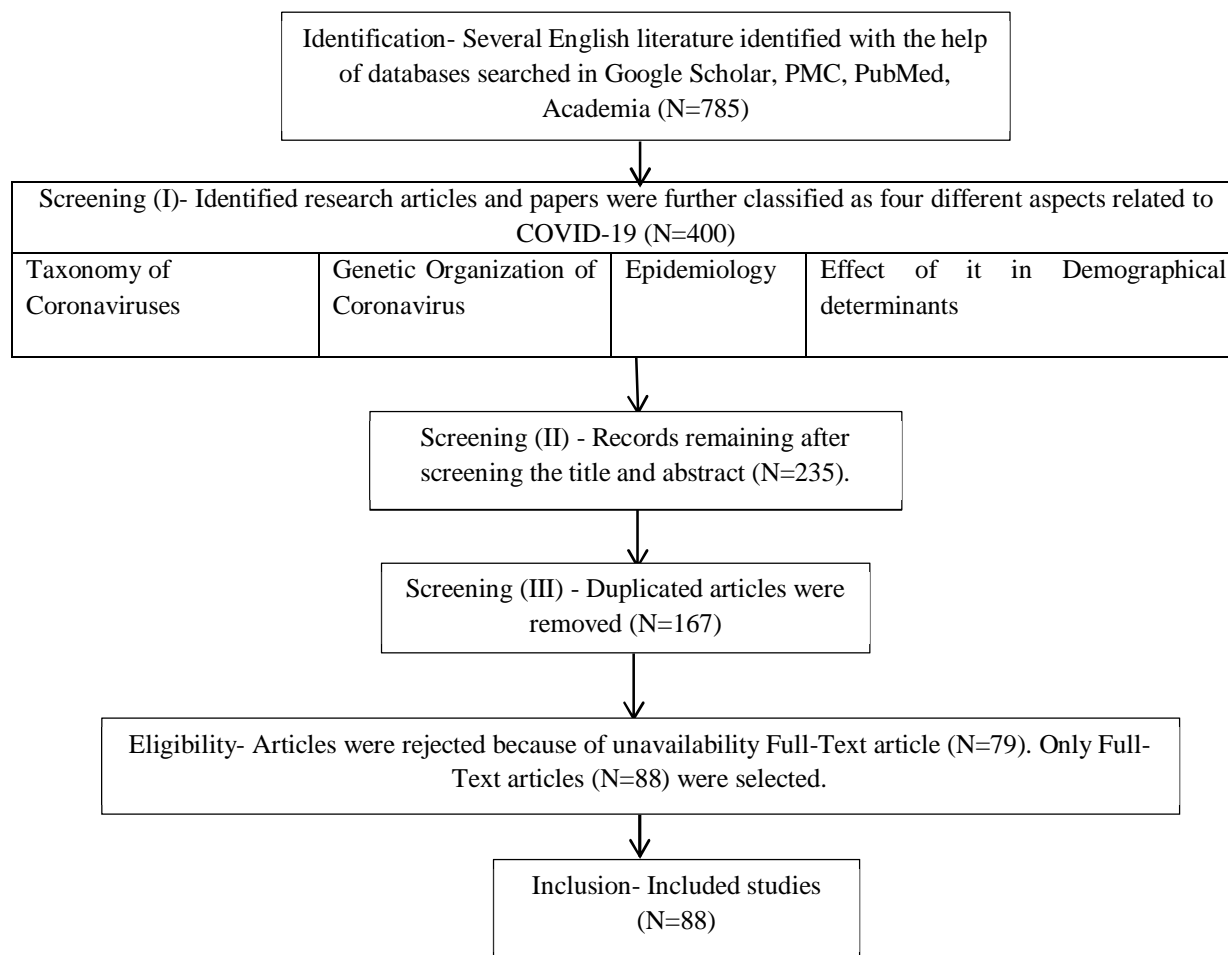 Identification- Several English literature identified with the help
of databases searched in Google Scholar, PMC, PubMed,
Academia (N=785)
Screening (I)- Identified research articles and papers were further classified as four different aspects related to
COVID-19 (N=400)
Taxonomy of
Coronaviruses
Genetic Organization of
Coronavirus
Epidemiology
Effect of it in Demographical
determinants
Screening (II) - Records remaining after
screening the title and abstract (N=235).
Screening (III) - Duplicated articles were
removed (N=167)
Eligibility- Articles were rejected because of unavailability Full-Text article (N=79). Only Full-
Text articles (N=88) were selected.
Inclusion- Included studies
(N=88)